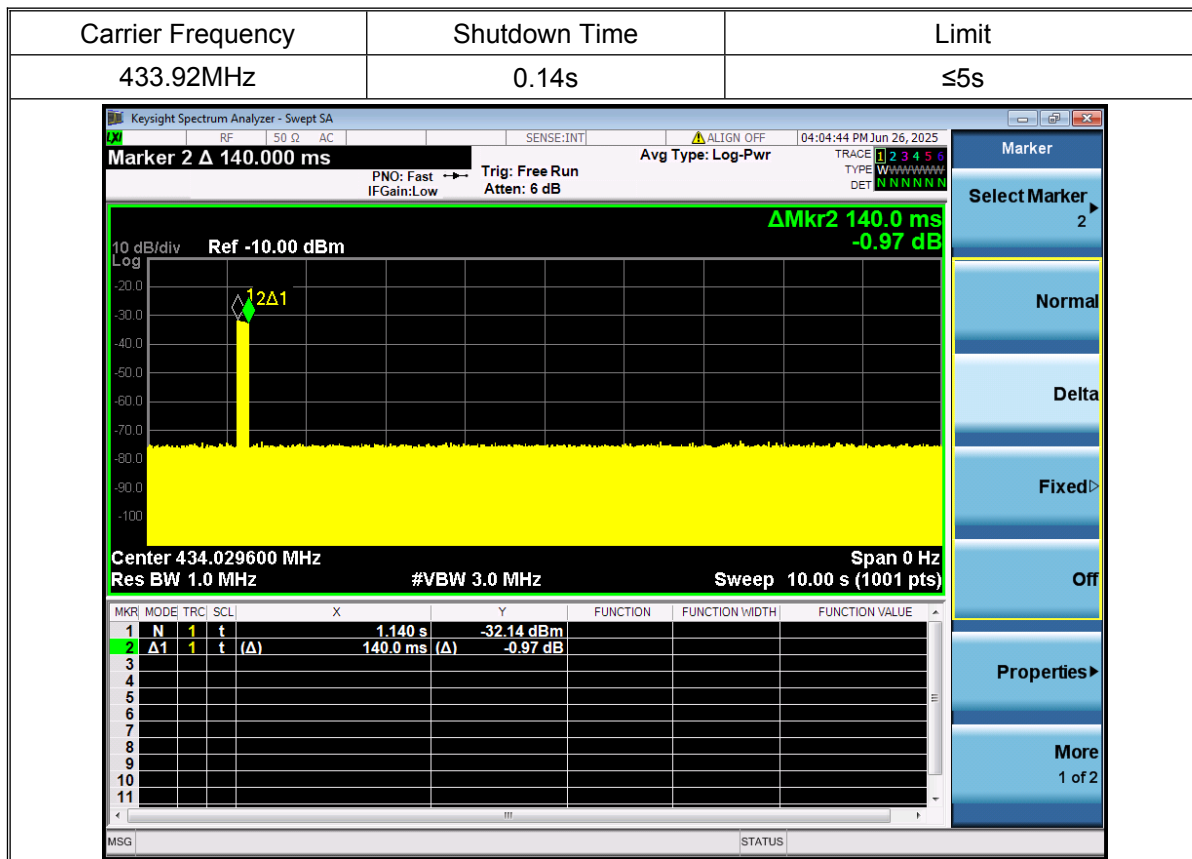 Carrier Frequency Shutdown Time Limit
433.92MHz 0.14s ≤5s
Keysight Spectrum Analyzer - Swept SA
LXI RF 50 Ω AC SENSE:INT ALIGN OFF 04:04:44 PM Jun 26, 2025
Marker 2 Δ 140.000 ms
Avg Type: Log-Pwr
TRACE 1 2 3 4 5 6
TYPE W W W W W W
DET N N N N N N
PNO: Fast
IFGain:Low
Trig: Free Run
Atten: 6 dB
ΔMkr2 140.0 ms
-0.97 dB
10 dB/div Ref -10.00 dBm
Log
-20.0
-30.0
-40.0
-50.0
-60.0
-70.0
-80.0
-90.0
-100
1 2Δ1
Center 434.029600 MHz Span 0 Hz
Res BW 1.0 MHz #VBW 3.0 MHz Sweep 10.00 s (1001 pts)
MKR MODE TRC SCL X Y FUNCTION FUNCTION WIDTH FUNCTION VALUE
1 N 1 t 1.140 s -32.14 dBm
2 Δ1 1 t (Δ) 140.0 ms (Δ) -0.97 dB
3
4
5
6
7
8
9
10
11
MSG STATUS
Marker
Select Marker
2
Normal
Delta
Fixed
Off
Properties
More
1 of 2